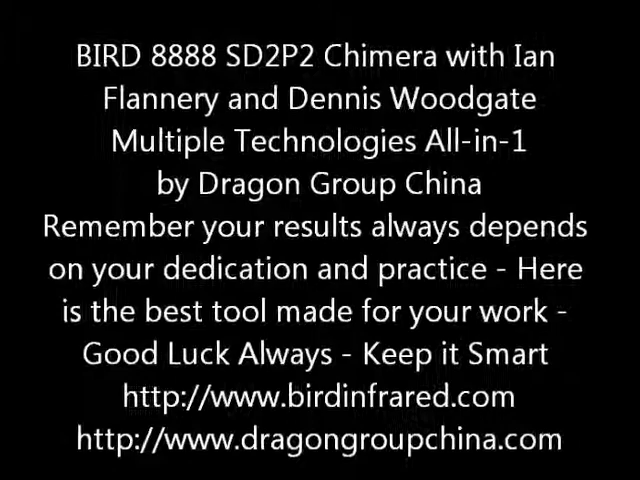 BIRD 8888 SD2P2 Chimera with Ian
Flannery and Dennis Woodgate
Multiple Technologies All-in-1
by Dragon Group China
Remember your results always depends
on your dedication and practice - Here
is the best tool made for your work -
Good Luck Always - Keep it Smart
http://www.birdinfrared.com
http://www.dragongroupchina.com